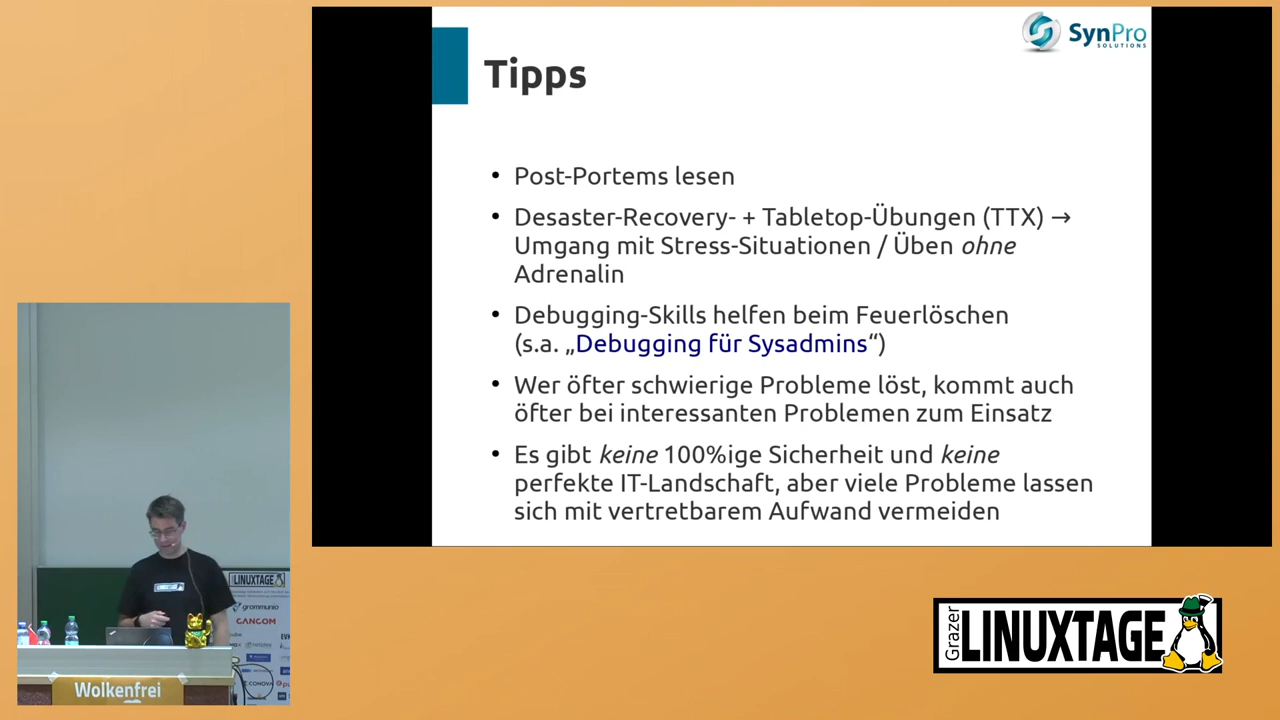 SynPro
SOLUTIONS
Tipps
• Post-Portems lesen
• Desaster-Recovery- + Tabletop-Übungen (TTX) →
Umgang mit Stress-Situationen / Üben ohne
Adrenalin
• Debugging-Skills helfen beim Feuerlöschen
(s.a. „Debugging für Sysadmins“)
• Wer öfter schwierige Probleme löst, kommt auch
öfter bei interessanten Problemen zum Einsatz
• Es gibt keine 100%ige Sicherheit und keine
perfekte IT-Landschaft, aber viele Probleme lassen
sich mit vertretbarem Aufwand vermeiden
LINUXTAGE
grommunio
CANCOM
Wolkenfrei
Grazer
LINUXTAGE